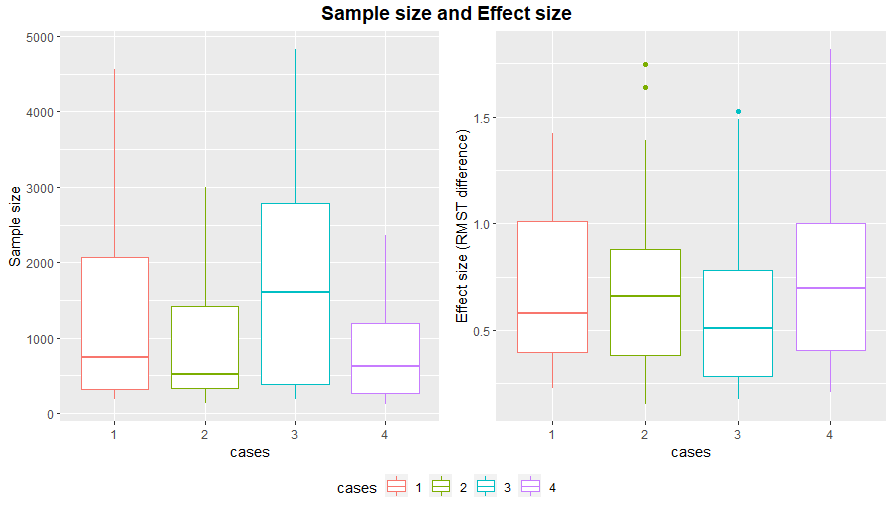 Sample size and Effect size
Sample size
5000
4000
3000
2000
1000
0
1 2 3 4
cases
Effect size (RMST difference)
1.5
1.0
0.5
1 2 3 4
cases
cases 1 2 3 4